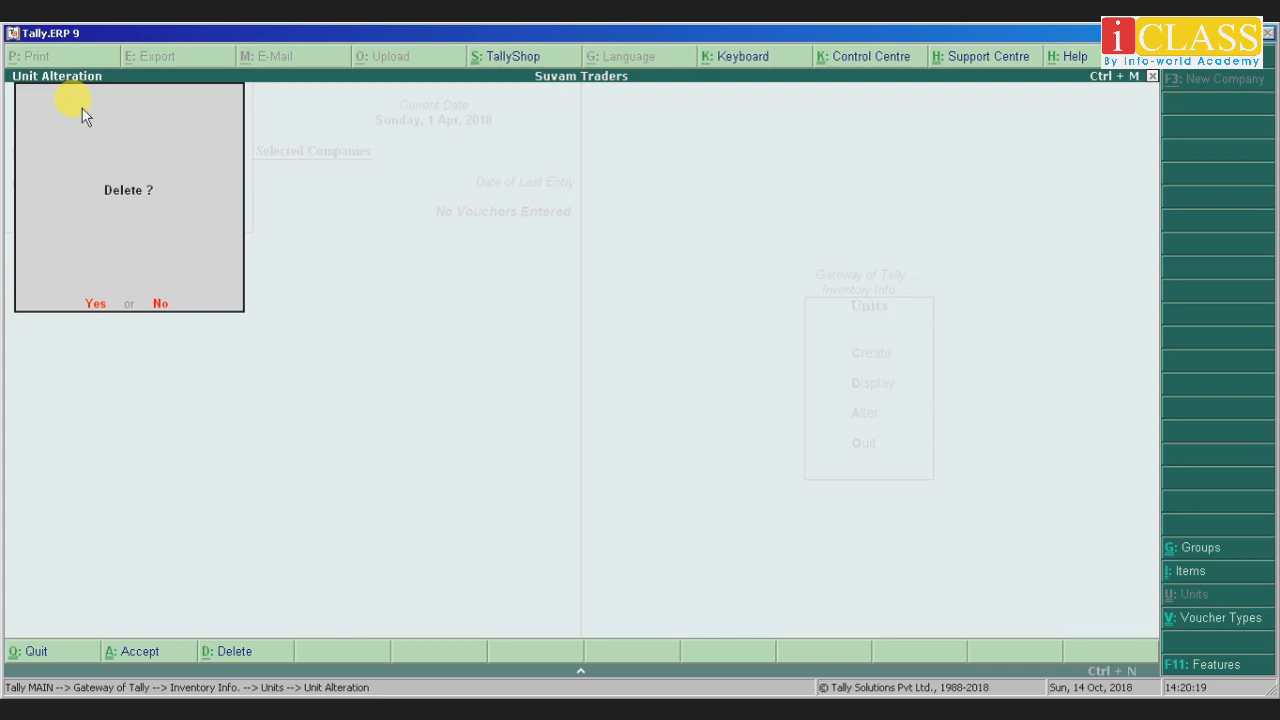 Tally.ERP 9
P: Print
E: Export
M: E-Mail
O: Upload
S: TallyShop
G: Language
K: Keyboard
K: Control Centre
H: Support Centre
H: Help
iCLASS
By Info-world Academy
Unit Alteration
Suvam Traders
Ctrl + M
F3: New Company
Current Date
Sunday, 1 Apr, 2018
Selected Companies
Date of Last Entry
No Vouchers Entered
Delete ?
Yes or No
Gateway of Tally ....
Inventory Info. ...
Units
Create
Display
Alter
Quit
G: Groups
I: Items
U: Units
V: Voucher Types
F11: Features
Q: Quit
A: Accept
D: Delete
Ctrl + N
Tally MAIN --> Gateway of Tally --> Inventory Info. --> Units --> Unit Alteration
© Tally Solutions Pvt Ltd., 1988-2018
Sun, 14 Oct, 2018
14:20:19